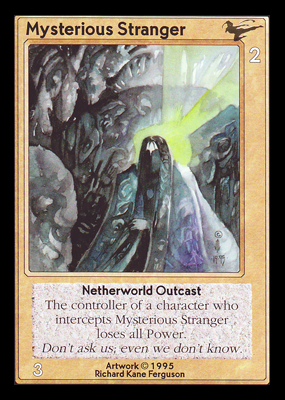 Mysterious Stranger
2
Netherworld Outcast
The controller of a character who
intercepts Mysterious Stranger
loses all Power.
Don't ask us; even we don't know.
3
Artwork © 1995
Richard Kane Ferguson